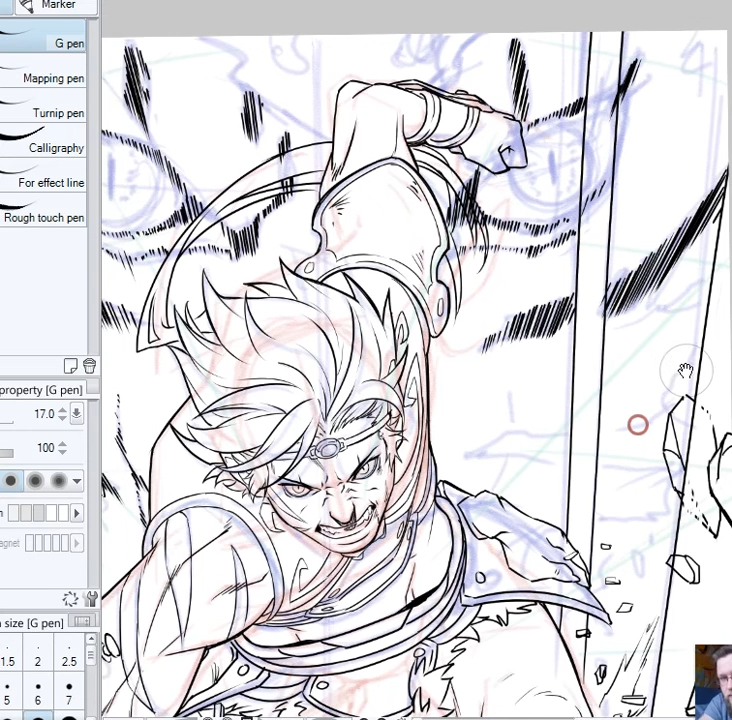 Marker
G pen
Mapping pen
Turnip pen
Calligraphy
For effect line
Rough touch pen
property [G pen]
17.0
100
size [G pen]
1.5 2 2.5
5 6 7